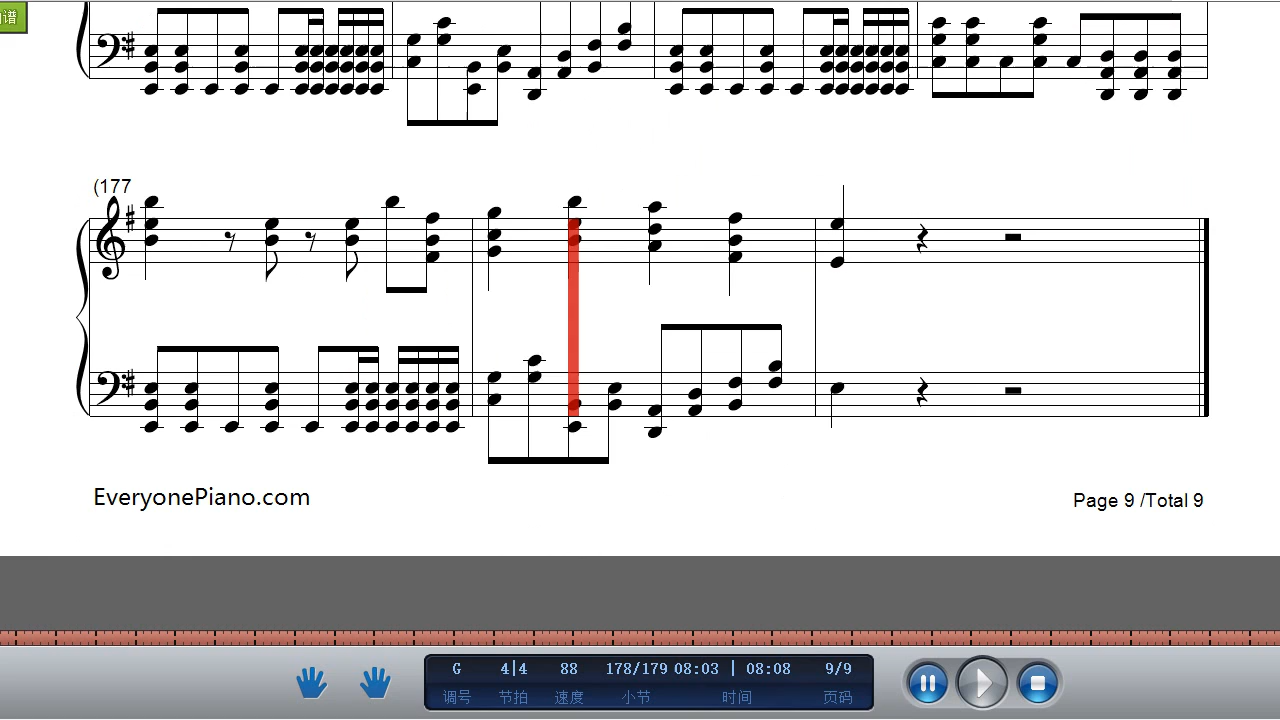 谱
(177
EveryonePiano.com
Page 9 /Total 9
G 4|4 88 178/179 08:03 | 08:08 9/9
调号 节拍 速度 小节 时间 页码